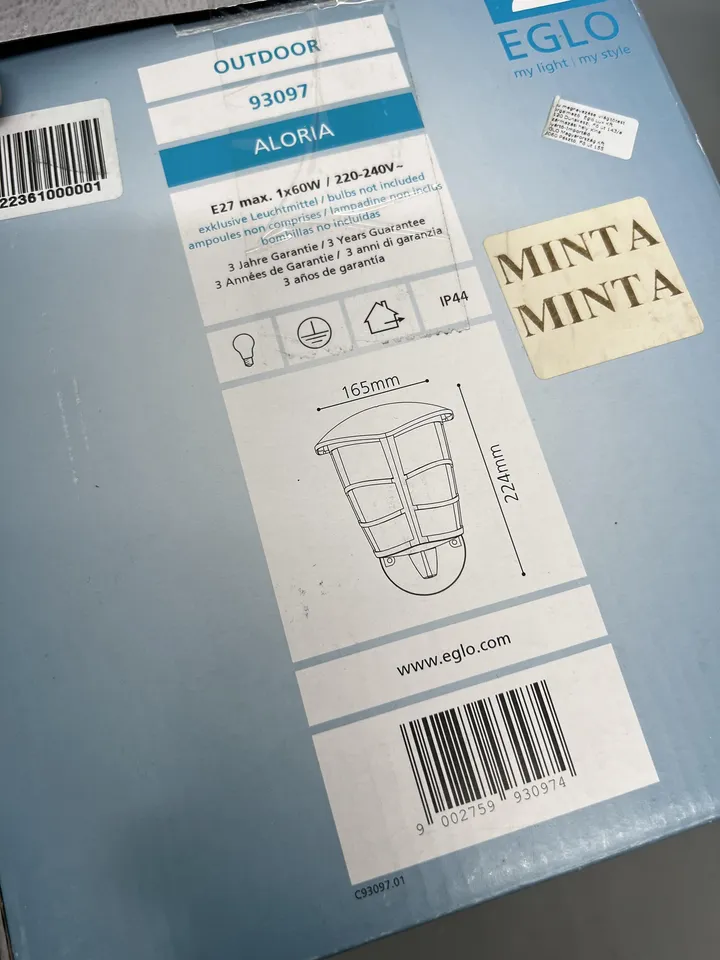 OUTDOOR
93097
ALORIA
E27 max. 1x60W / 220-240V~
exklusive Leuchtmittel / bulbs not included
ampoules non comprises / lampadine non inclus
bombillas no incluidas
3 Jahre Garantie / 3 Years Guarantee
3 Années de Garantie / 3 anni di garanzia
3 años de garantía
IP44
165mm
224mm
www.eglo.com
9 002759 930974
C93097.01
22361000001
EGLO
my light | my style
MINTA
MINTA